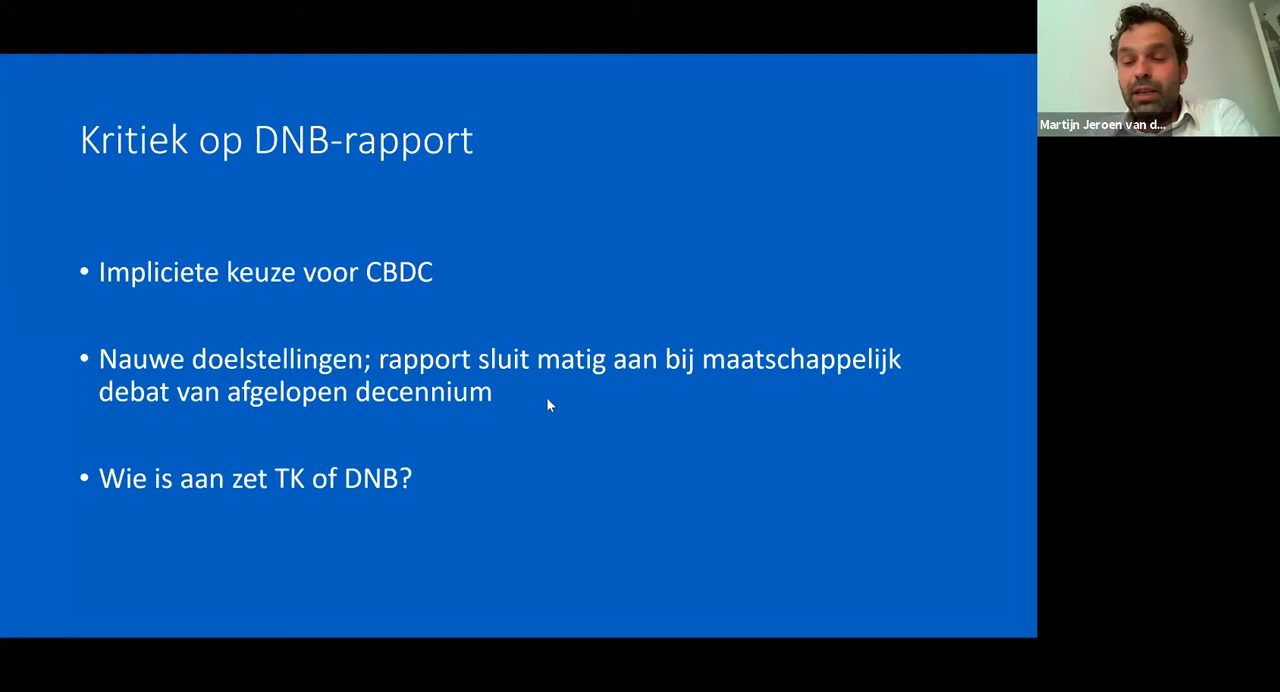 Kritiek op DNB-rapport
• Impliciete keuze voor CBDC
• Nauwe doelstellingen; rapport sluit matig aan bij maatschappelijk
debat van afgelopen decennium
• Wie is aan zet TK of DNB?
Martijn Jeroen van d...